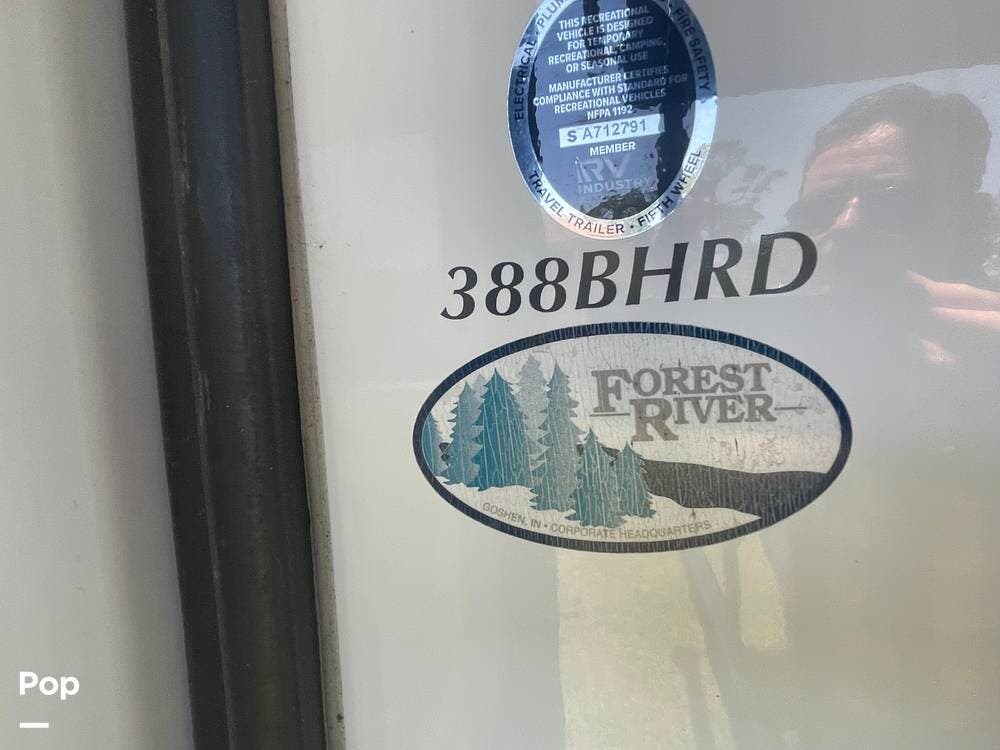 ELECTRICAL • PLUM
FIRE SAFETY
THIS RECREATIONAL
VEHICLE IS DESIGNED
FOR TEMPORARY
RECREATIONAL, CAMPING,
OR SEASONAL USE
MANUFACTURER CERTIFIES
COMPLIANCE WITH STANDARD FOR
RECREATIONAL VEHICLES
NFPA 1192
S A712791
MEMBER
RV
INDUSTRY
TRAVEL TRAILER • FIFTH WHEEL
388BHRD
FOREST
RIVER
GOSHEN, IN • CORPORATE HEADQUARTERS
Pop